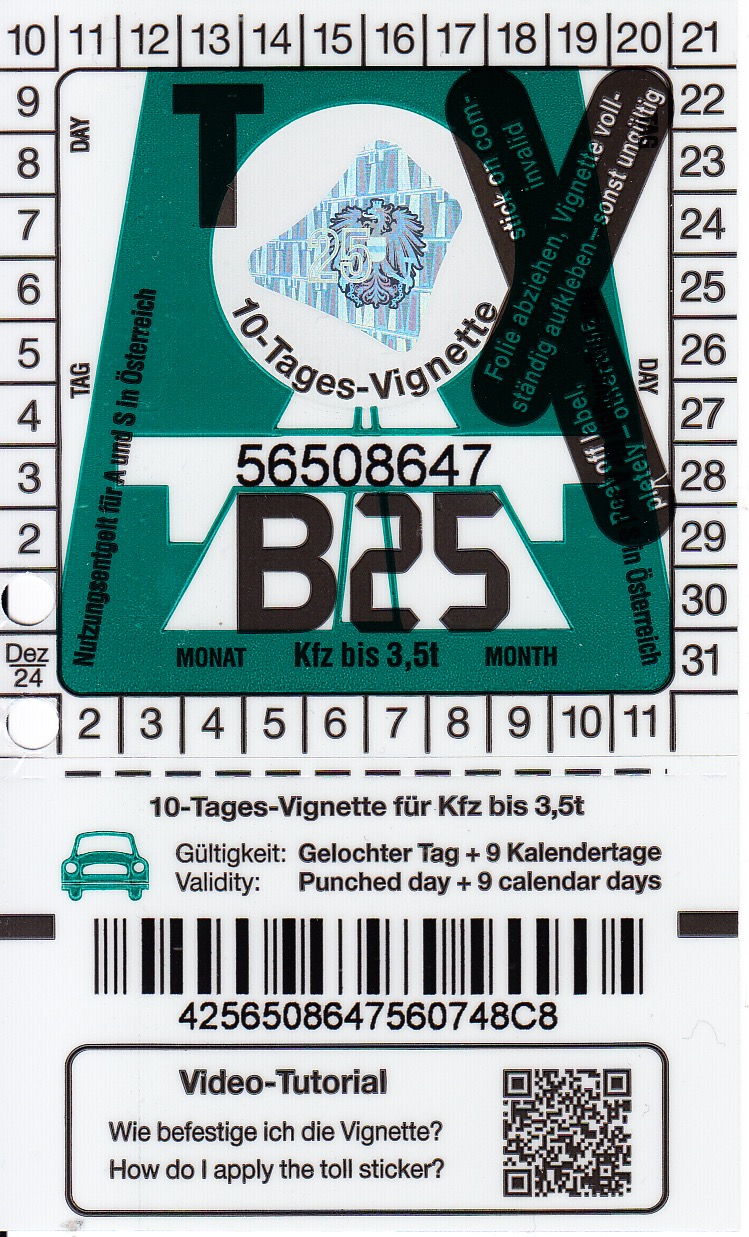 10 11 12 13 14 15 16 17 18 19 20 21
9
8
7
6
5
4
3
2
Dez
24
22
23
24
25
26
27
28
29
30
31
DAY
TAG
T
TAG
DAY
stick on com-
invalid
Folie abziehen, Vignette voll-
ständig aufkleben – sonst ungültig
Peel off label,
pletely – otherwise
25
10-Tages-Vignette
Nutzungsentgelt für A und S in Österreich
S in Österreich
56508647
B25
MONAT Kfz bis 3,5t MONTH
2 3 4 5 6 7 8 9 10 11
10-Tages-Vignette für Kfz bis 3,5t
Gültigkeit: Gelochter Tag + 9 Kalendertage
Validity: Punched day + 9 calendar days
4256508647560748C8
Video-Tutorial
Wie befestige ich die Vignette?
How do I apply the toll sticker?